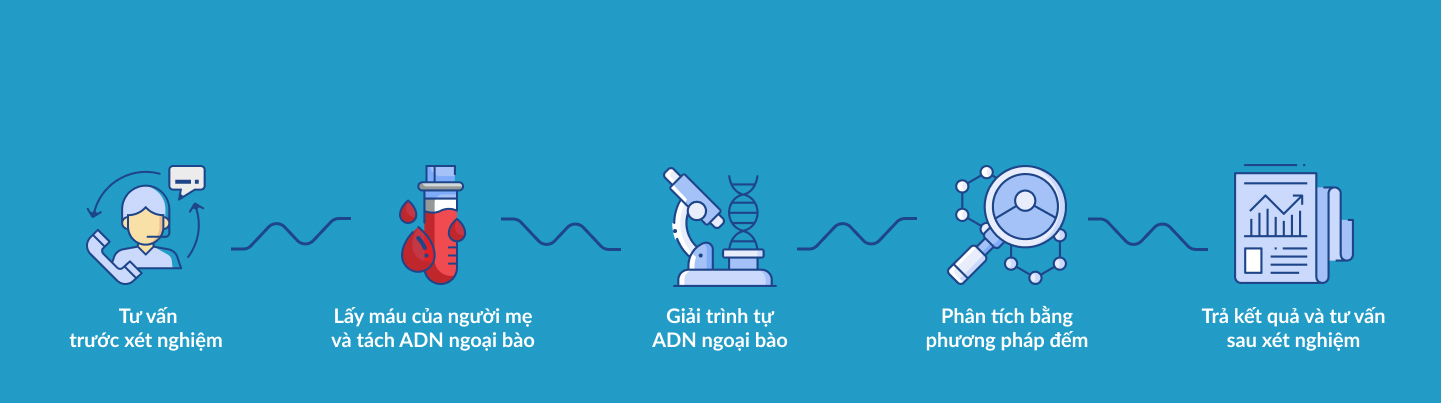 Tư vấn
trước xét nghiệm
Lấy máu của người mẹ
và tách ADN ngoại bào
Giải trình tự
ADN ngoại bào
Phân tích bằng
phương pháp đếm
Trả kết quả và tư vấn
sau xét nghiệm